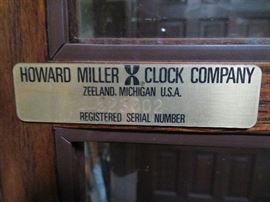 HOWARD MILLER CLOCK COMPANY
ZEELAND, MICHIGAN U.S.A.
REGISTERED SERIAL NUMBER